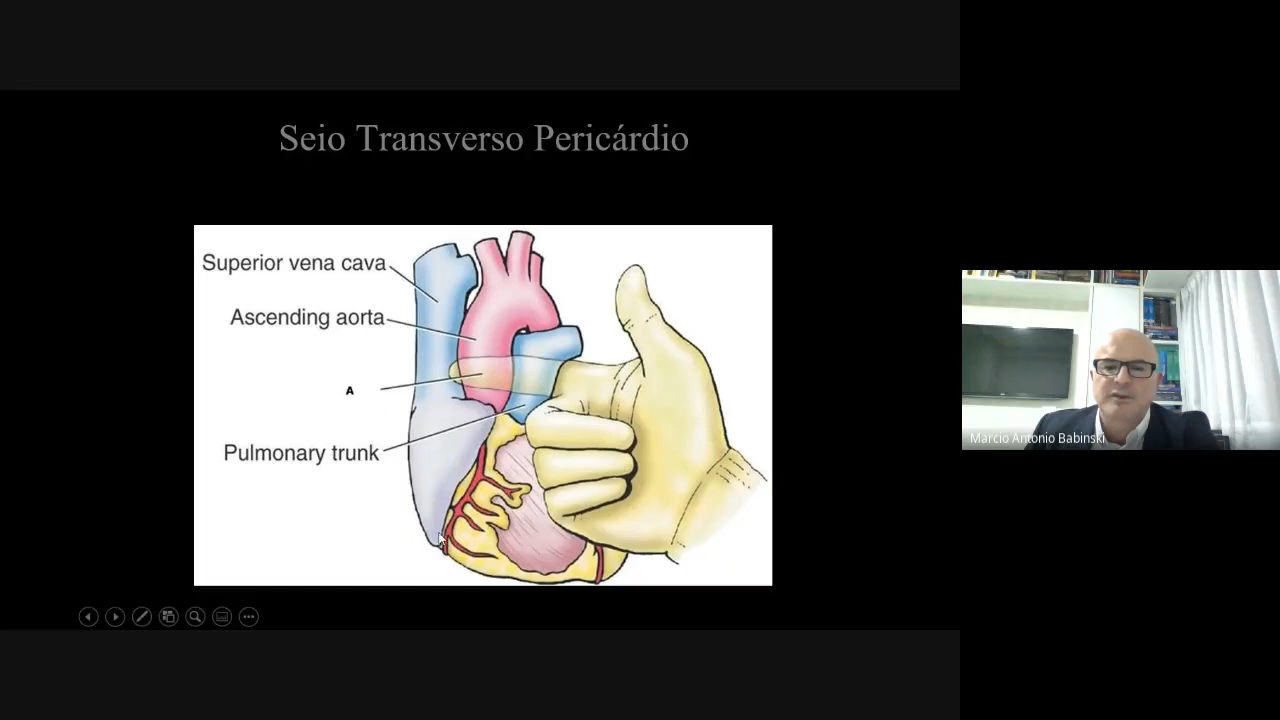 Seio Transverso Pericárdio
Superior vena cava
Ascending aorta
A
Pulmonary trunk
Marcio Antonio Babinski